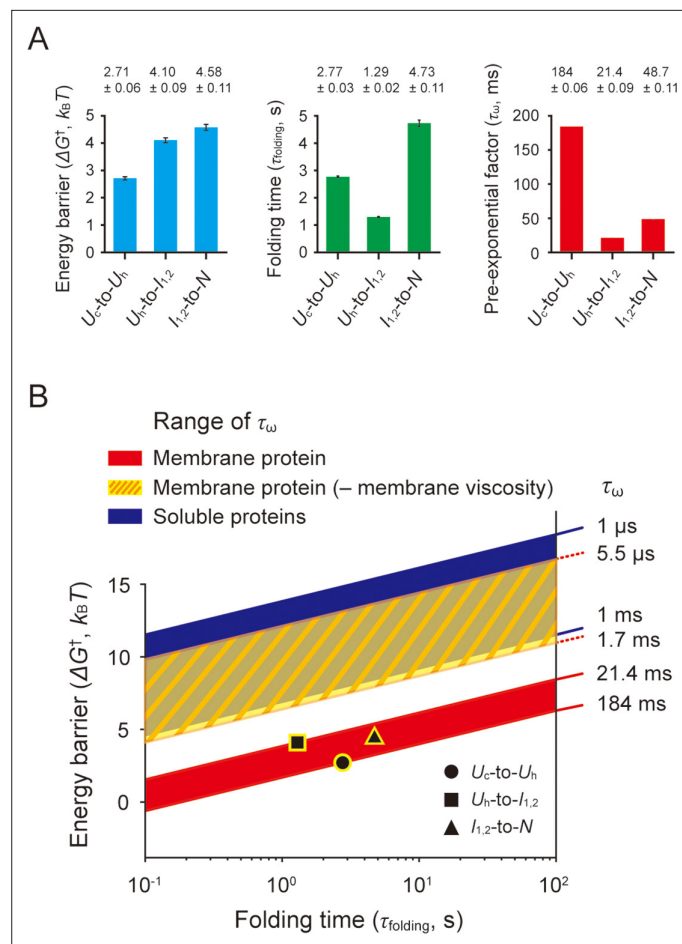 A
2.71 4.10 4.58
± 0.06 ± 0.09 ± 0.11
Energy barrier (ΔG†, kBT)
5
4
3
2
1
0
Uc-to-Uh
Uh-to-I1,2
I1,2-to-N
2.77 1.29 4.73
± 0.03 ± 0.02 ± 0.11
Folding time (τfolding, s)
5
4
3
2
1
0
Uc-to-Uh
Uh-to-I1,2
I1,2-to-N
184 21.4 48.7
± 0.06 ± 0.09 ± 0.11
Pre-exponential factor (τω, ms)
200
150
100
50
0
Uc-to-Uh
Uh-to-I1,2
I1,2-to-N
B
Range of τω
Membrane protein
Membrane protein (– membrane viscosity)
Soluble proteins
τω
1 µs
5.5 µs
1 ms
1.7 ms
21.4 ms
184 ms
Energy barrier (ΔG†, kBT)
15
10
5
0
Uc-to-Uh
Uh-to-I1,2
I1,2-to-N
10-1 100 101 102
Folding time (τfolding, s)